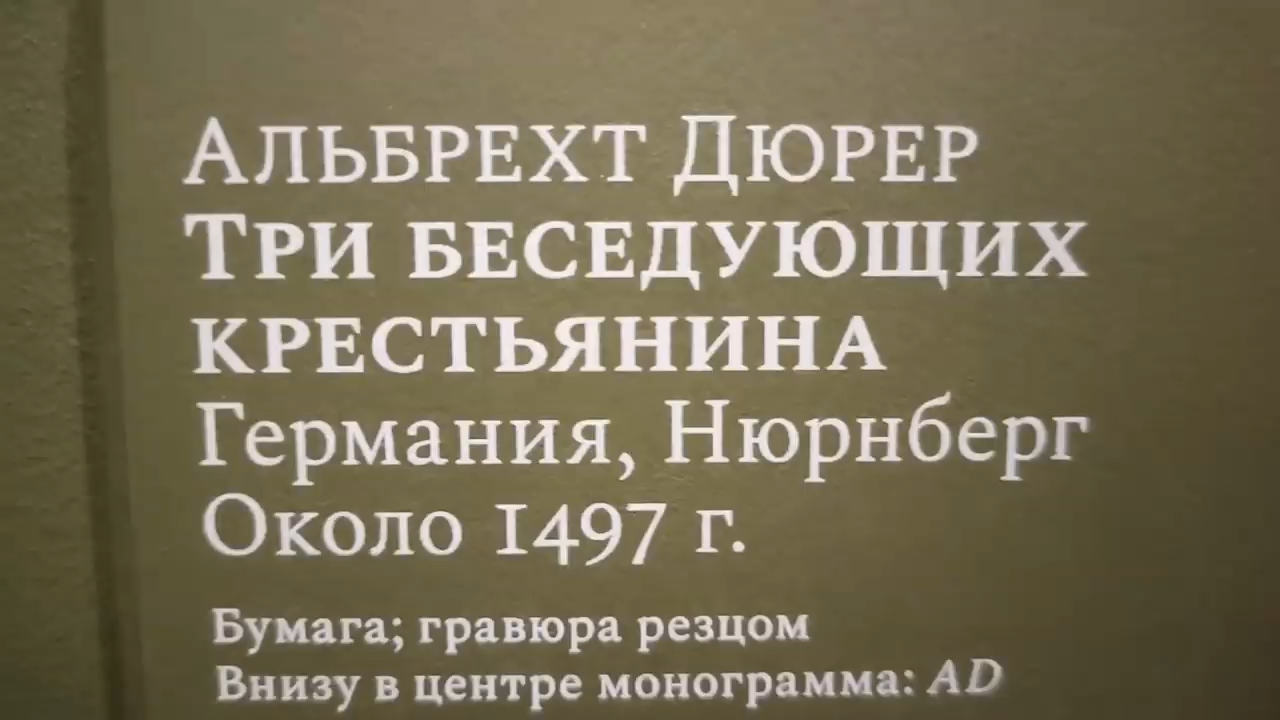 Альбрехт Дюрер
Три беседующих
крестьянина
Германия, Нюрнберг
Около 1497 г.
Бумага; гравюра резцом
Внизу в центре монограмма: AD